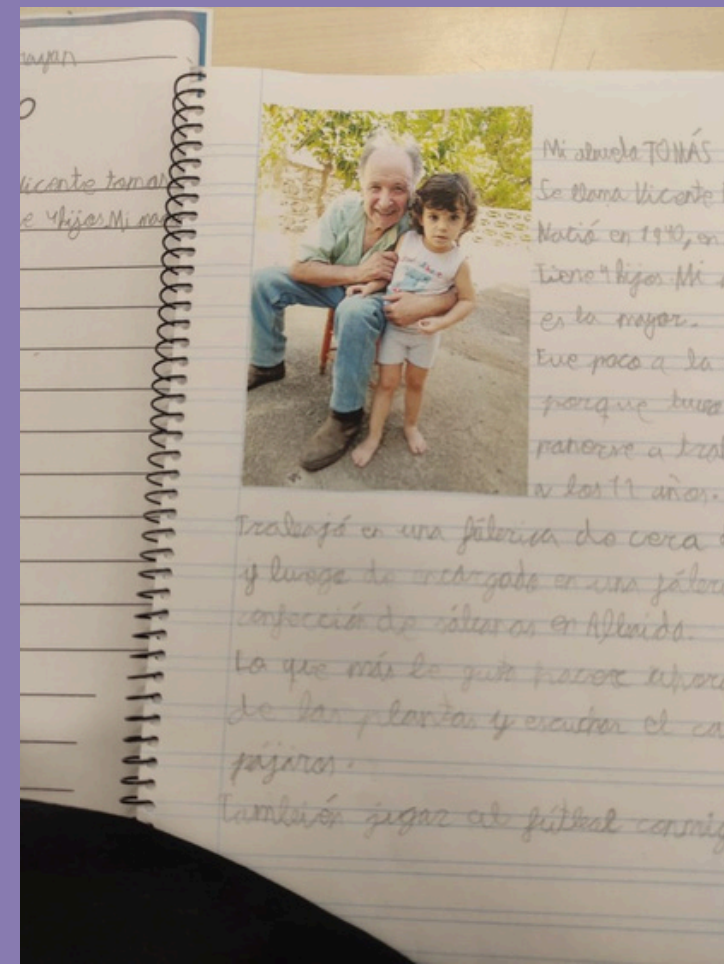 o
Vicente tomas
e 4 hijos. Mi ma
Mi abuelo TOMÁS
Se llama Vicente
Nació en 1940, en
tiene 4 hijos. Mi
es la mayor.
Fue poco a la
porque tuvo
ponerse a tra
a los 11 años.
Trabajó en una fábrica de cera
y luego de encargado en una fábri
confección de sábanas en Albaida.
Lo que más le gusta hacer ahora
de las plantas y escuchar el ca
pájaros.
También jugar al fútbol conmig